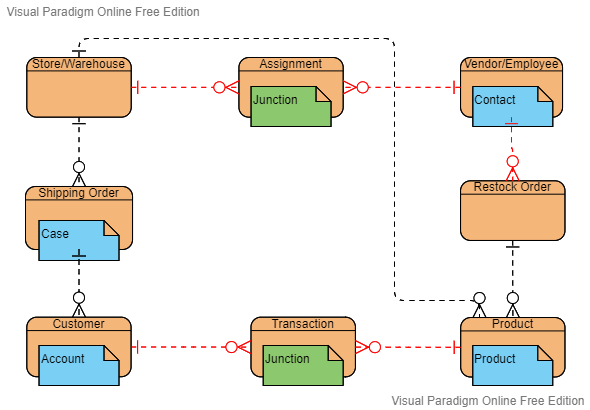 Visual Paradigm Online Free Edition
Store/Warehouse
Assignment
Vendor/Employee
Junction
Contact
Shipping Order
Restock Order
Case
Customer
Transaction
Product
Account
Junction
Product
Visual Paradigm Online Free Edition